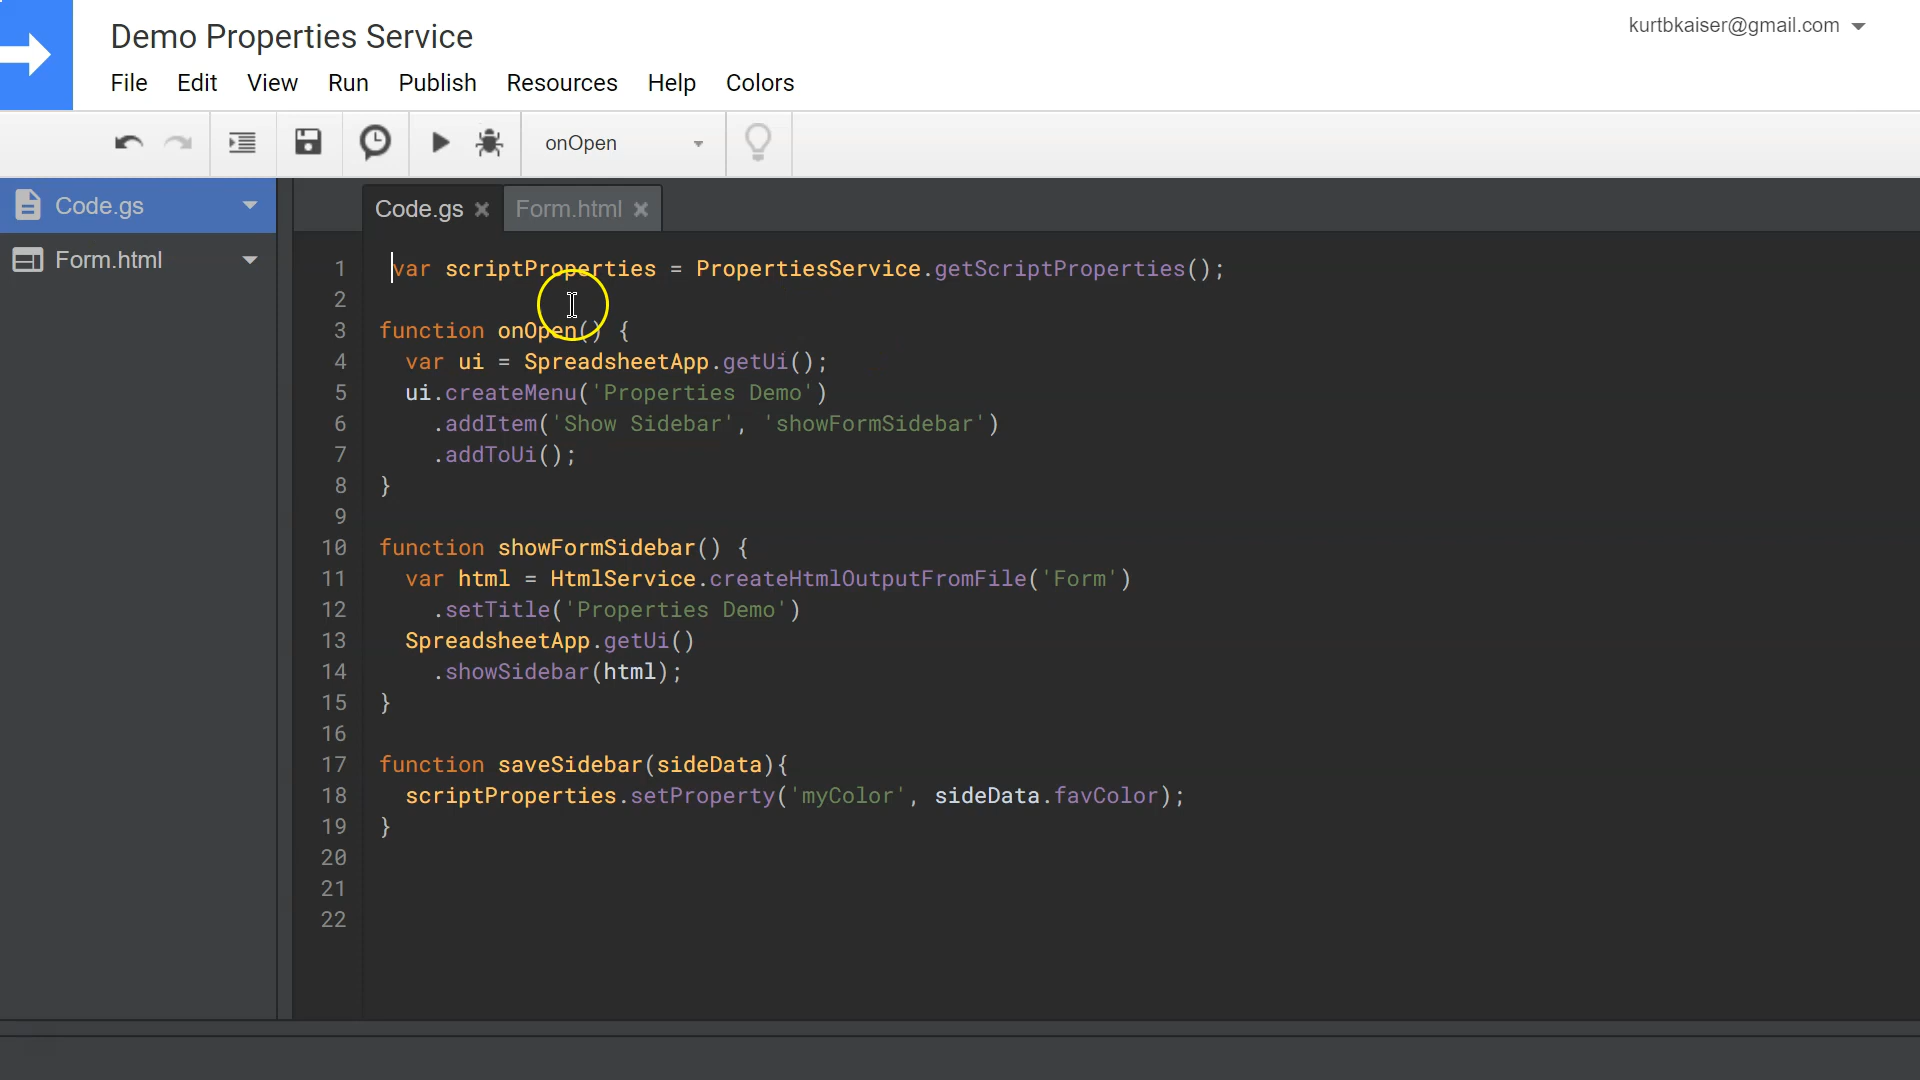 Demo Properties Service
kurtbkaiser@gmail.com
File Edit View Run Publish Resources Help Colors
onOpen
Code.gs
Form.html
Code.gs Form.html
1 var scriptProperties = PropertiesService.getScriptProperties();
2
3 function onOpen() {
4 var ui = SpreadsheetApp.getUi();
5 ui.createMenu('Properties Demo')
6 .addItem('Show Sidebar', 'showFormSidebar')
7 .addToUi();
8 }
9
10 function showFormSidebar() {
11 var html = HtmlService.createHtmlOutputFromFile('Form')
12 .setTitle('Properties Demo')
13 SpreadsheetApp.getUi()
14 .showSidebar(html);
15 }
16
17 function saveSidebar(sideData){
18 scriptProperties.setProperty('myColor', sideData.favColor);
19 }
20
21
22